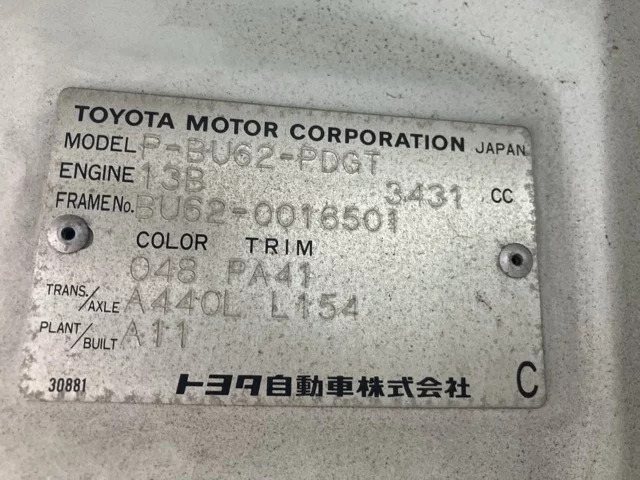 TOYOTA MOTOR CORPORATION JAPAN
MODEL P-BU62-PDGT
ENGINE 13B 3431 CC
FRAME No. BU62-0016501
COLOR TRIM
048 PA41
TRANS./AXLE A440L L154
PLANT/BUILT A11
30881 トヨタ自動車株式会社 C